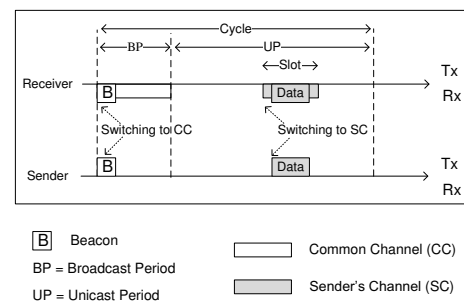 Cycle
BP
UP
Slot
Receiver
B
Data
Tx
Rx
Switching to CC
Switching to SC
Sender
B
Data
Tx
Rx
B Beacon
BP = Broadcast Period
UP = Unicast Period
Common Channel (CC)
Sender's Channel (SC)